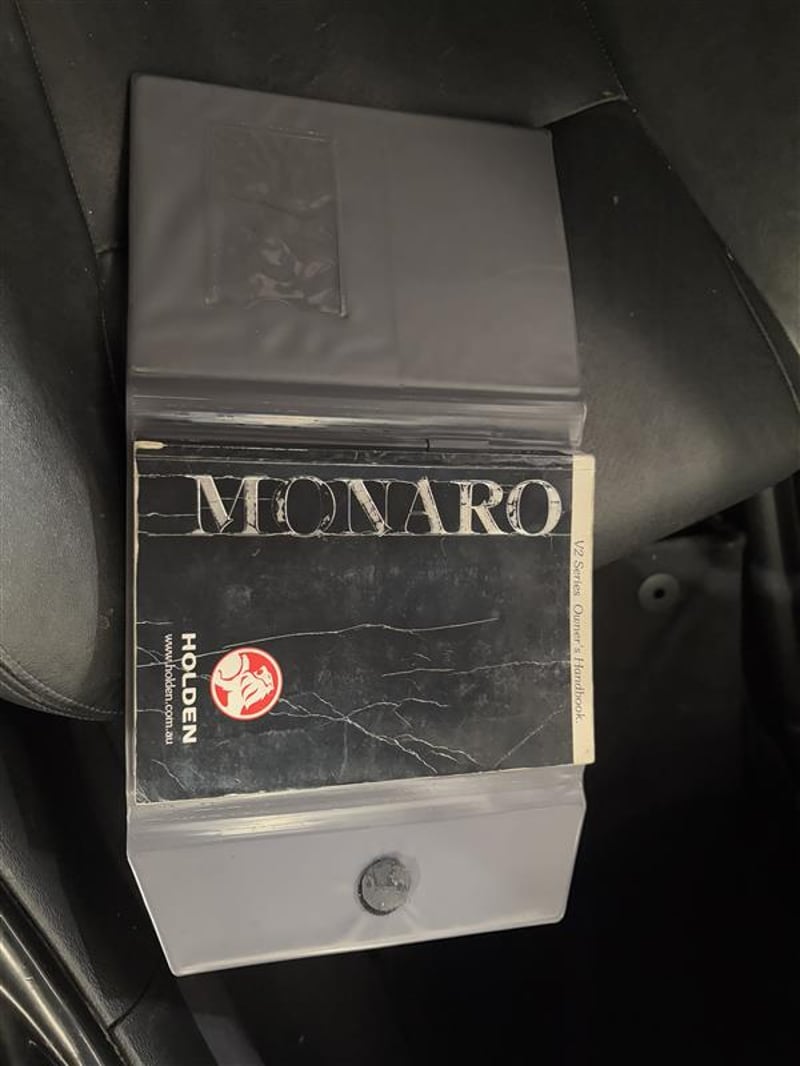 MONARO
V2 Series Owner's Handbook.
HOLDEN
www.holden.com.au